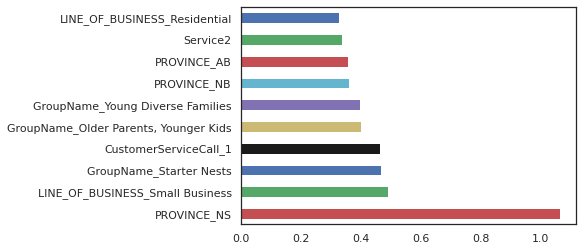 LINE_OF_BUSINESS_Residential
Service2
PROVINCE_AB
PROVINCE_NB
GroupName_Young Diverse Families
GroupName_Older Parents, Younger Kids
CustomerServiceCall_1
GroupName_Starter Nests
LINE_OF_BUSINESS_Small Business
PROVINCE_NS
0.0 0.2 0.4 0.6 0.8 1.0